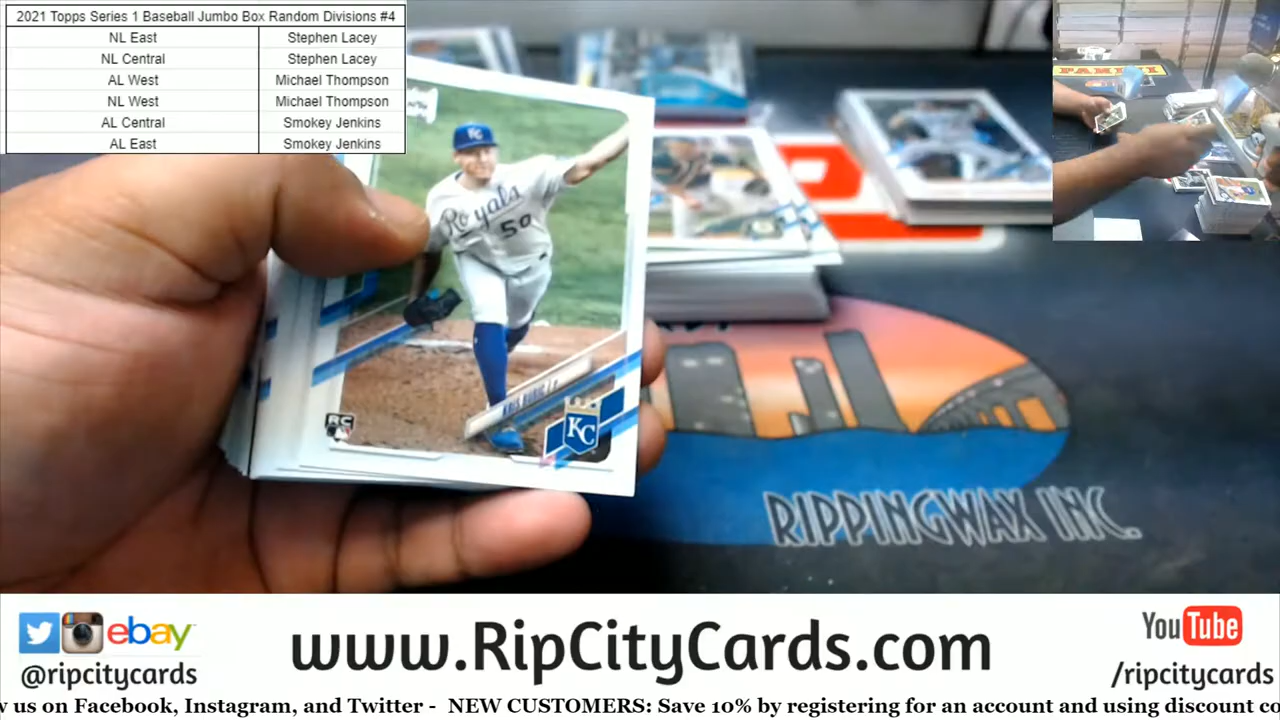 2021 Topps Series 1 Baseball Jumbo Box Random Divisions #4
NL East Stephen Lacey
NL Central Stephen Lacey
AL West Michael Thompson
NL West Michael Thompson
AL Central Smokey Jenkins
AL East Smokey Jenkins
PANINI
KC
Royals
50
RC
KC
RIPPINGWAX INC.
ebay
@ripcitycards
www.RipCityCards.com
YouTube
/ripcitycards
w us on Facebook, Instagram, and Twitter - NEW CUSTOMERS: Save 10% by registering for an account and using discount co